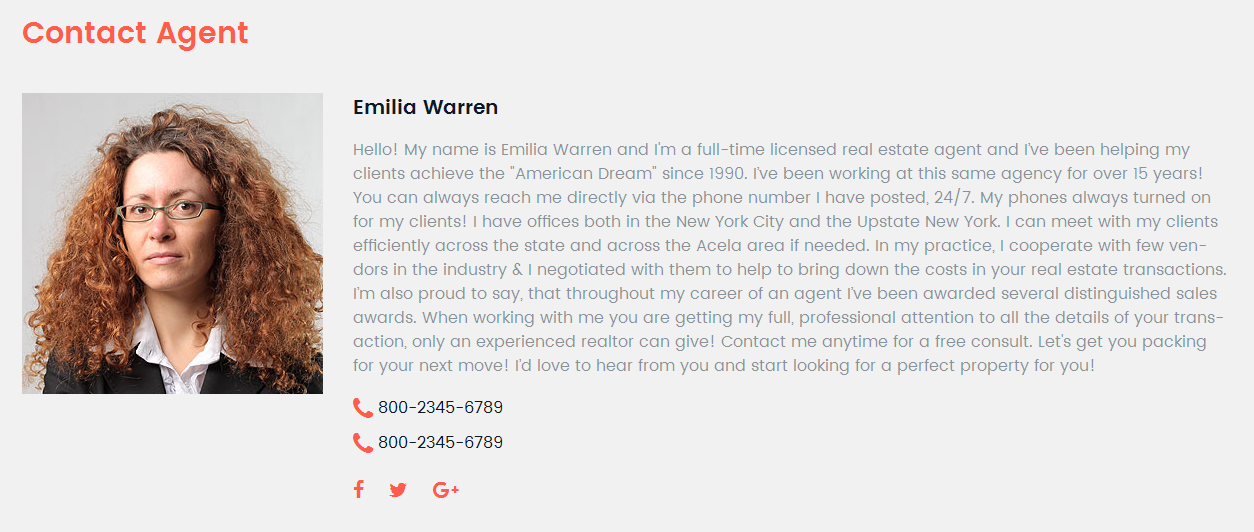 Contact Agent
Emilia Warren
Hello! My name is Emilia Warren and I'm a full-time licensed real estate agent and I've been helping my
clients achieve the "American Dream" since 1990. I've been working at this same agency for over 15 years!
You can always reach me directly via the phone number I have posted, 24/7. My phones always turned on
for my clients! I have offices both in the New York City and the Upstate New York. I can meet with my clients
efficiently across the state and across the Acela area if needed. In my practice, I cooperate with few ven-
dors in the industry & I negotiated with them to help to bring down the costs in your real estate transactions.
I'm also proud to say, that throughout my career of an agent I've been awarded several distinguished sales
awards. When working with me you are getting my full, professional attention to all the details of your trans-
action, only an experienced realtor can give! Contact me anytime for a free consult. Let's get you packing
for your next move! I'd love to hear from you and start looking for a perfect property for you!
800-2345-6789
800-2345-6789